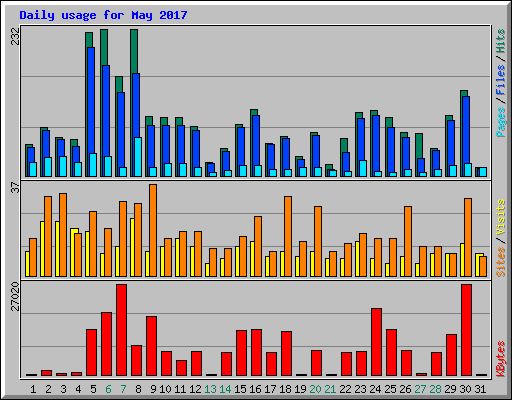 Daily usage for May 2017
232
37
27020
Pages / Files / Hits
Sites / Visits
KBytes
1 2 3 4 5 6 7 8 9 10 11 12 13 14 15 16 17 18 19 20 21 22 23 24 25 26 27 28 29 30 31